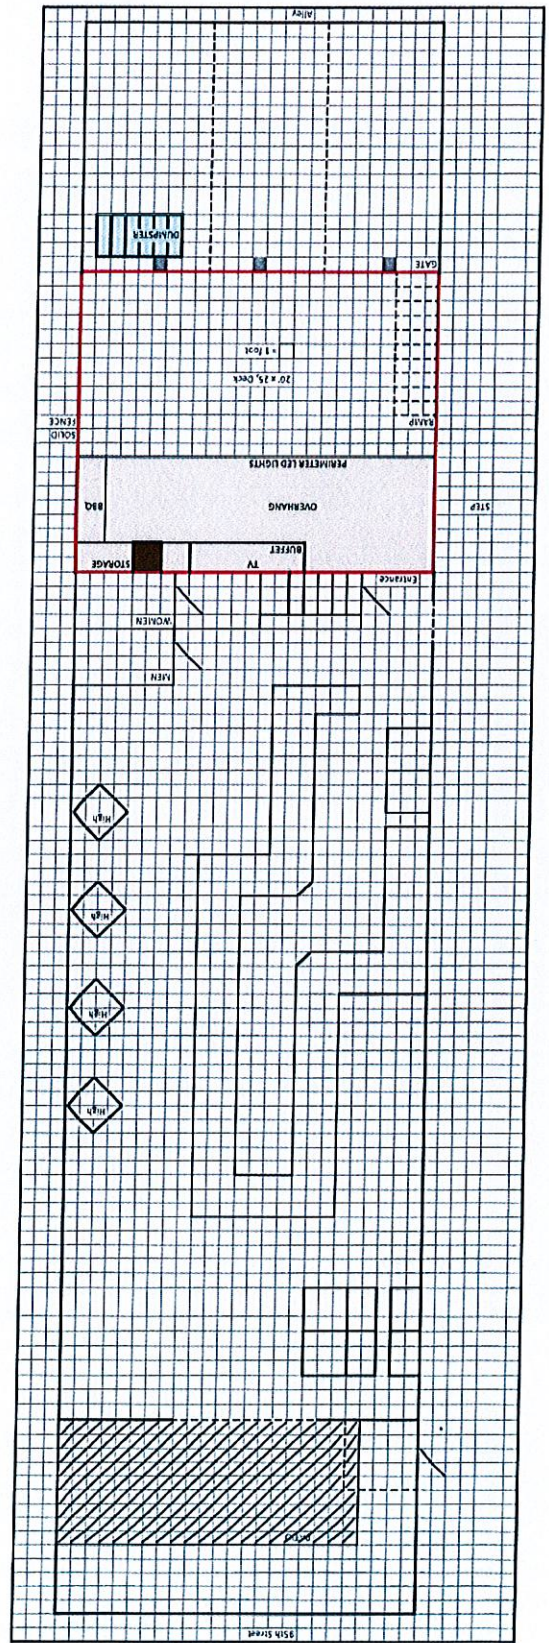 95th Street
PATIO
High
High
High
High
MEN
WOMEN
Entrance
TV
STORAGE
BUFFET
STEP
OVERHANG
BBQ
PERIMETER LED LIGHTS
RAMP
SOLID
FENCE
20' x 25' Deck
= 1 foot
GATE
DUMPSTER
Alley